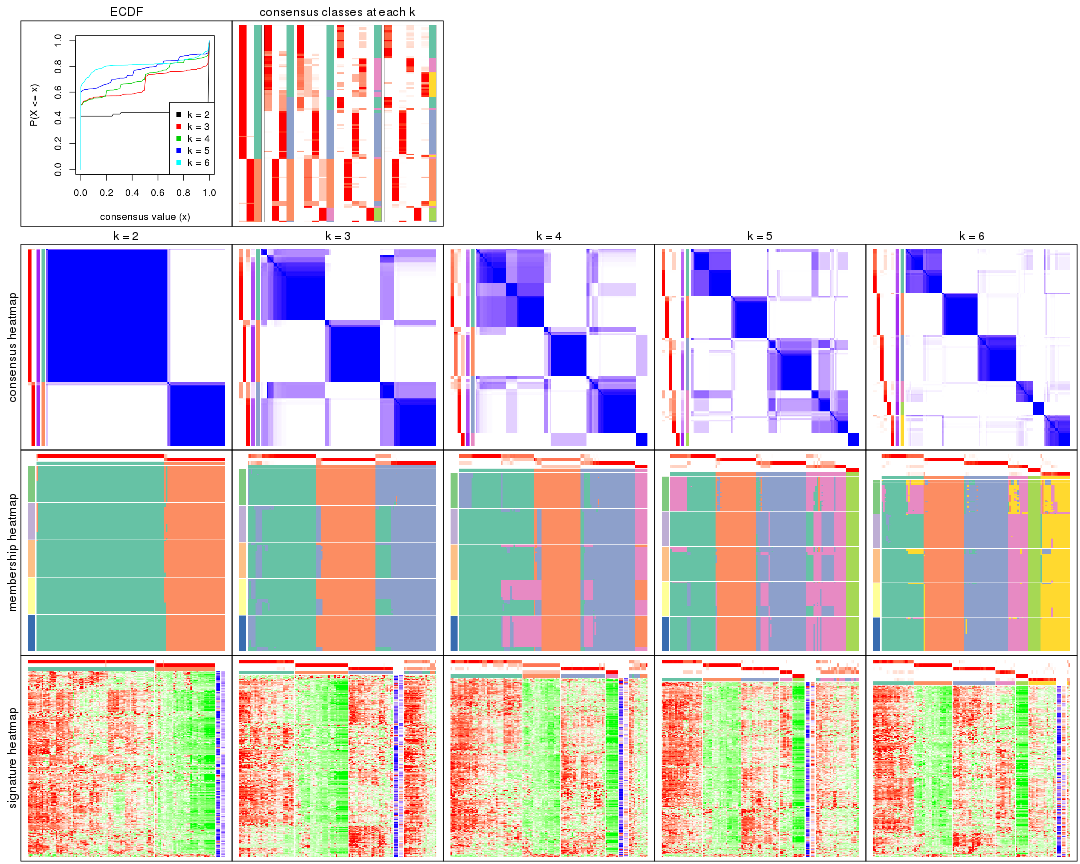 ECDF
consensus classes at each k
P(X <= x)
1.0
0.8
0.6
0.4
0.2
0.0
k = 2
k = 3
k = 4
k = 5
k = 6
0.0 0.2 0.4 0.6 0.8 1.0
consensus value (x)
k = 2
k = 3
k = 4
k = 5
k = 6
consensus heatmap
membership heatmap
signature heatmap